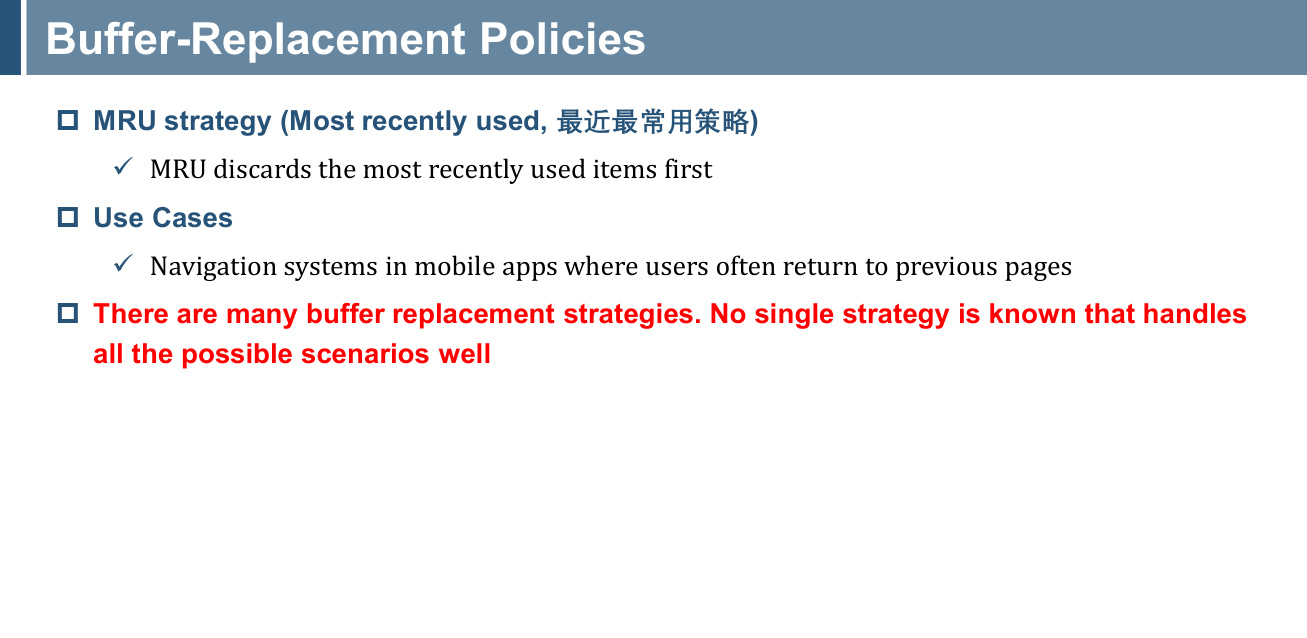 Buffer-Replacement Policies
MRU strategy (Most recently used, 最近最常用策略)
MRU discards the most recently used items first
Use Cases
Navigation systems in mobile apps where users often return to previous pages
There are many buffer replacement strategies. No single strategy is known that handles
all the possible scenarios well